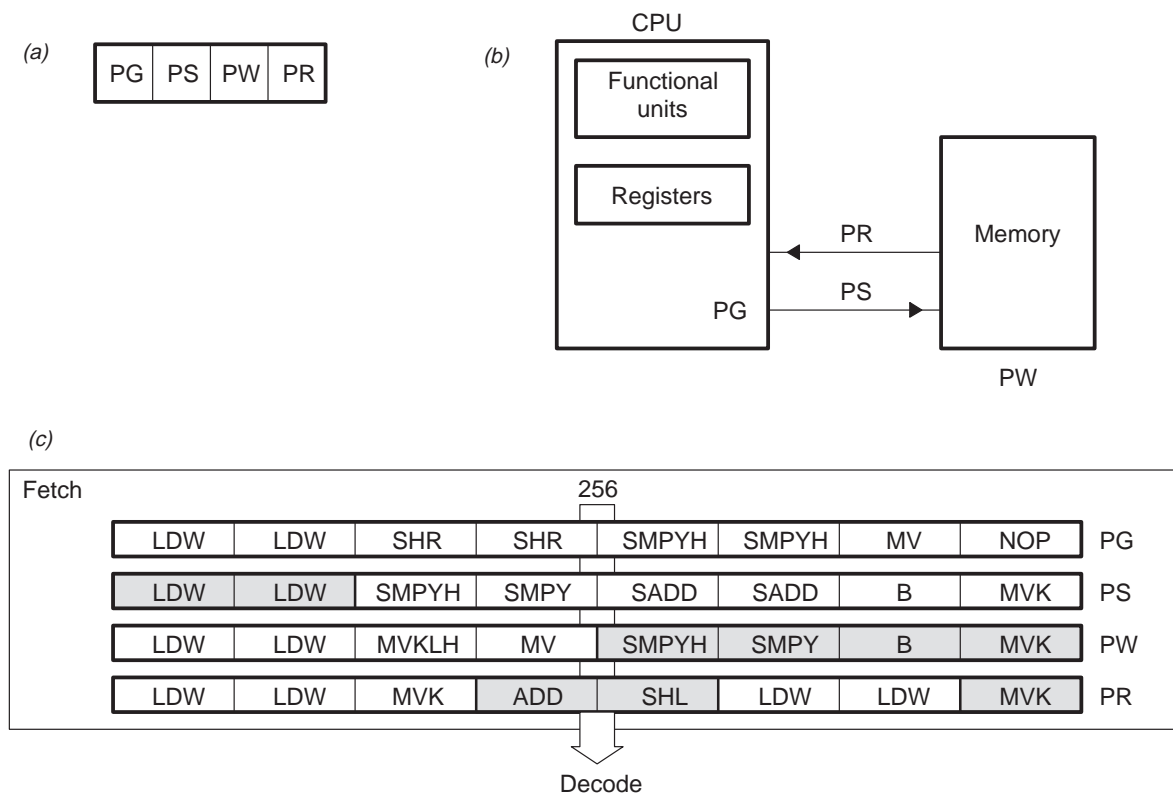 (a)
PG PS PW PR
(b)
CPU
Functional
units
Registers
PR
Memory
PG
PS
PW
(c)
Fetch
256
LDW LDW SHR SHR SMPYH SMPYH MV NOP PG
LDW LDW SMPYH SMPY SADD SADD B MVK PS
LDW LDW MVKLH MV SMPYH SMPY B MVK PW
LDW LDW MVK ADD SHL LDW LDW MVK PR
Decode